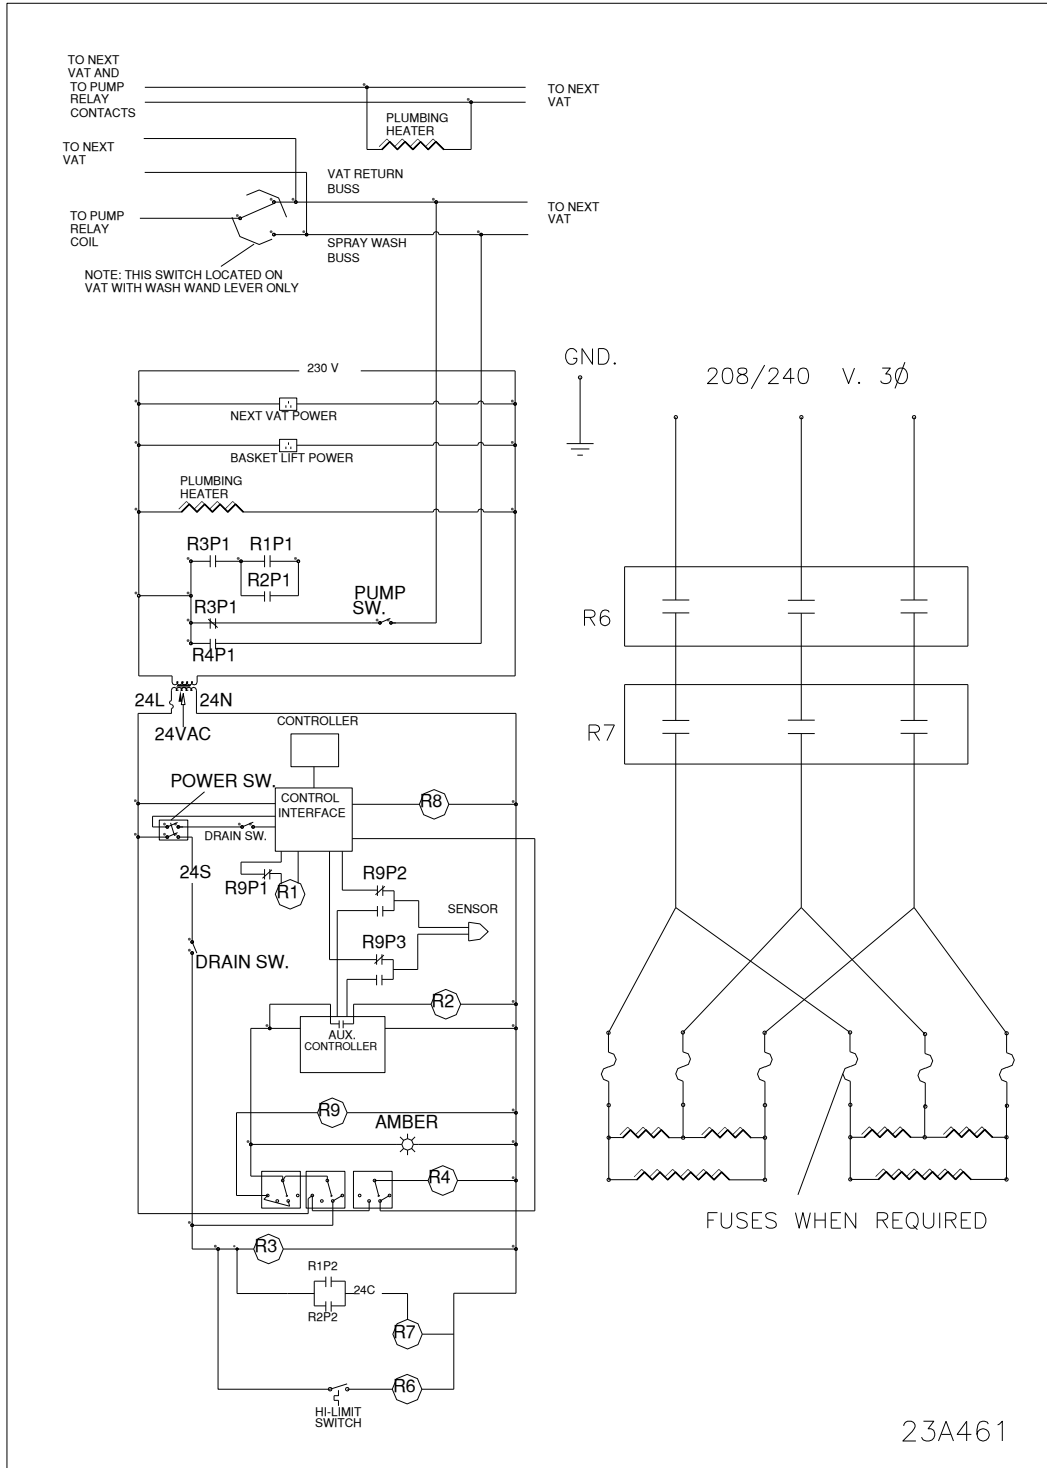 TO NEXT
VAT AND
TO PUMP
RELAY
CONTACTS
TO NEXT
VAT
PLUMBING
HEATER
TO NEXT
VAT
VAT RETURN
BUSS
TO NEXT
VAT
TO PUMP
RELAY
COIL
SPRAY WASH
BUSS
NOTE: THIS SWITCH LOCATED ON
VAT WITH WASH WAND LEVER ONLY
GND.
208/240 V. 3Ø
230 V
NEXT VAT POWER
BASKET LIFT POWER
PLUMBING
HEATER
R3P1
R1P1
R2P1
R3P1
PUMP
SW.
R4P1
R6
R7
24L
24N
24VAC
CONTROLLER
POWER SW.
CONTROL
INTERFACE
R8
DRAIN SW.
24S
R9P1
R1
R9P2
SENSOR
R9P3
DRAIN SW.
R2
AUX.
CONTROLLER
R9
AMBER
R4
FUSES WHEN REQUIRED
R3
R1P2
24C
R2P2
R7
R6
HI-LIMIT
SWITCH
23A461